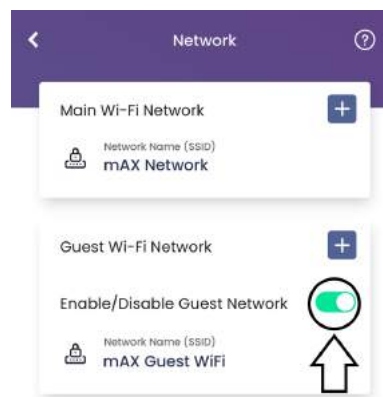 Network
Main Wi-Fi Network
Network Name (SSID)
mAX Network
Guest Wi-Fi Network
Enable/Disable Guest Network
Network Name (SSID)
mAX Guest WiFi